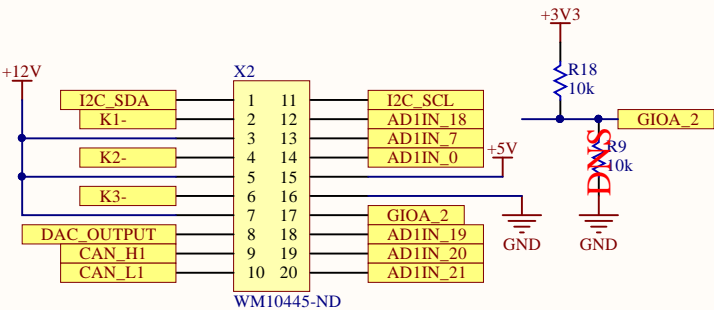 +3V3
R18
10k
GIOA_2
DNS
R9
10k
GND
+12V
X2
I2C_SDA 1 11 I2C_SCL
K1- 2 12 AD1IN_18
3 13 AD1IN_7
K2- 4 14 AD1IN_0
5 15 +5V
K3- 6 16
7 17 GIOA_2
DAC_OUTPUT 8 18 AD1IN_19
CAN_H1 9 19 AD1IN_20
CAN_L1 10 20 AD1IN_21
GND
WM10445-ND